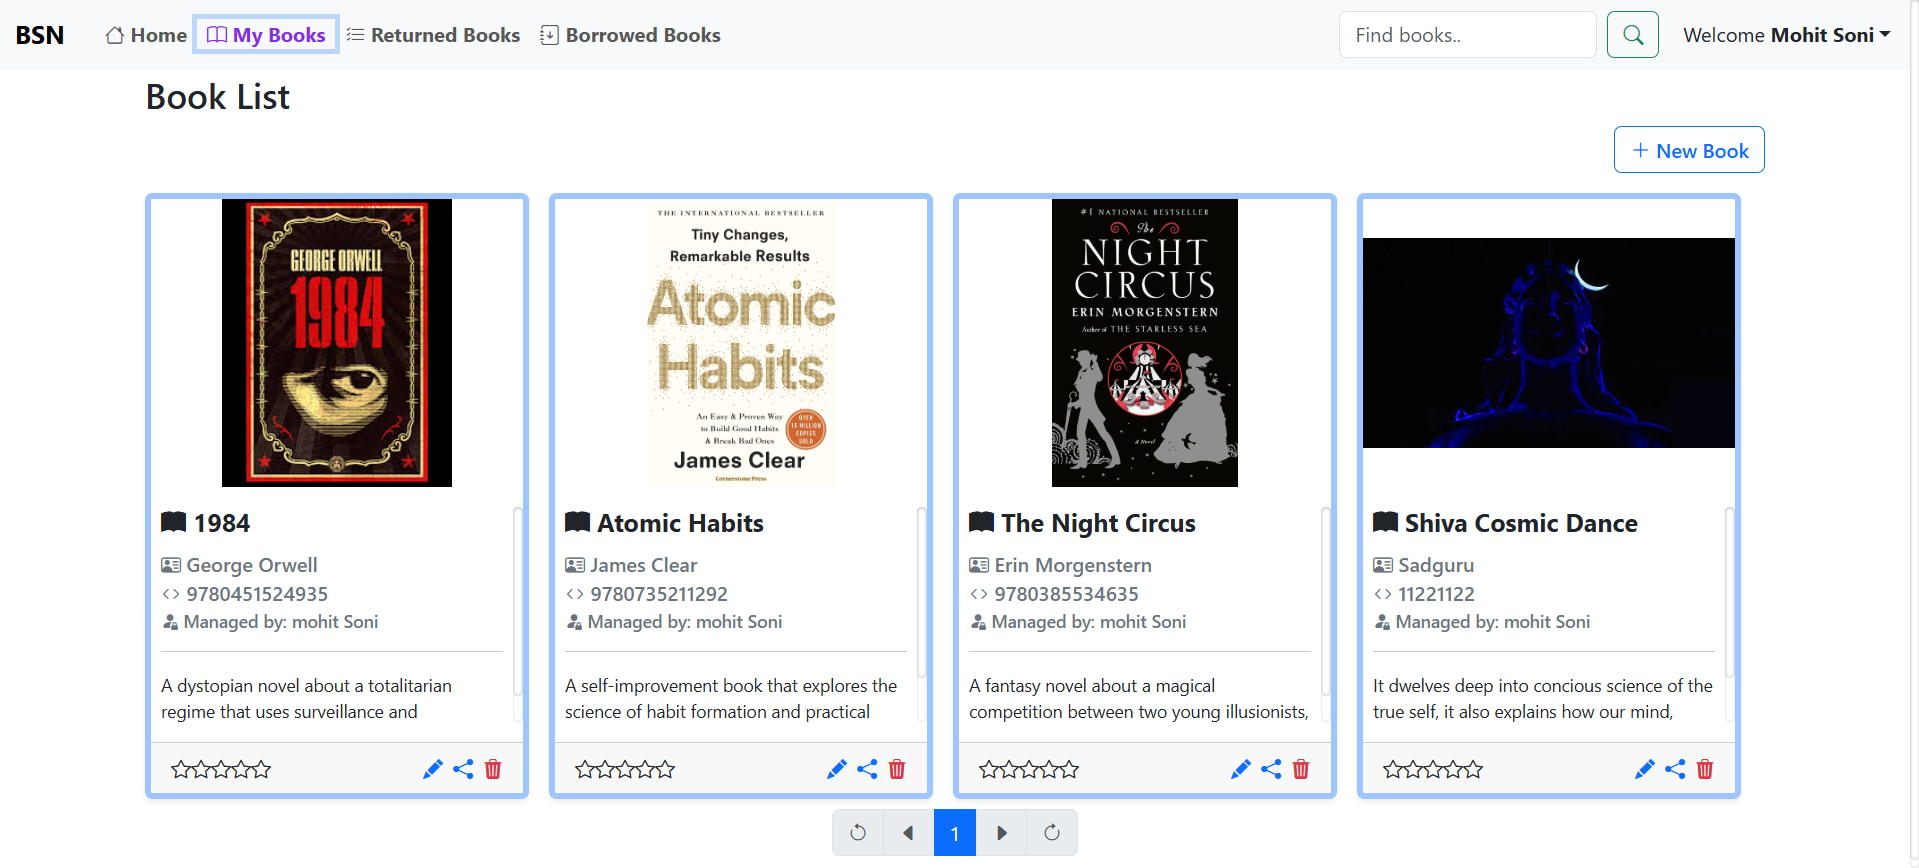 BSN Home My Books Returned Books Borrowed Books Find books.. Welcome Mohit Soni
Book List
New Book
GEORGE ORWELL
1984
1984
George Orwell
9780451524935
Managed by: mohit Soni
A dystopian novel about a totalitarian
regime that uses surveillance and
THE INTERNATIONAL BESTSELLER
Tiny Changes,
Remarkable Results
Atomic
Habits
An Easy & Proven Way
to Build Good Habits
& Break Bad Ones
OVER
15 MILLION
COPIES
SOLD
James Clear
Cornerstone Press
Atomic Habits
James Clear
9780735211292
Managed by: mohit Soni
A self-improvement book that explores the
science of habit formation and practical
#1 NATIONAL BESTSELLER
The
NIGHT
CIRCUS
ERIN MORGENSTERN
Author of THE STARLESS SEA
A Novel
The Night Circus
Erin Morgenstern
9780385534635
Managed by: mohit Soni
A fantasy novel about a magical
competition between two young illusionists,
Shiva Cosmic Dance
Sadguru
11221122
Managed by: mohit Soni
It dwelves deep into concious science of the
true self, it also explains how our mind,
1